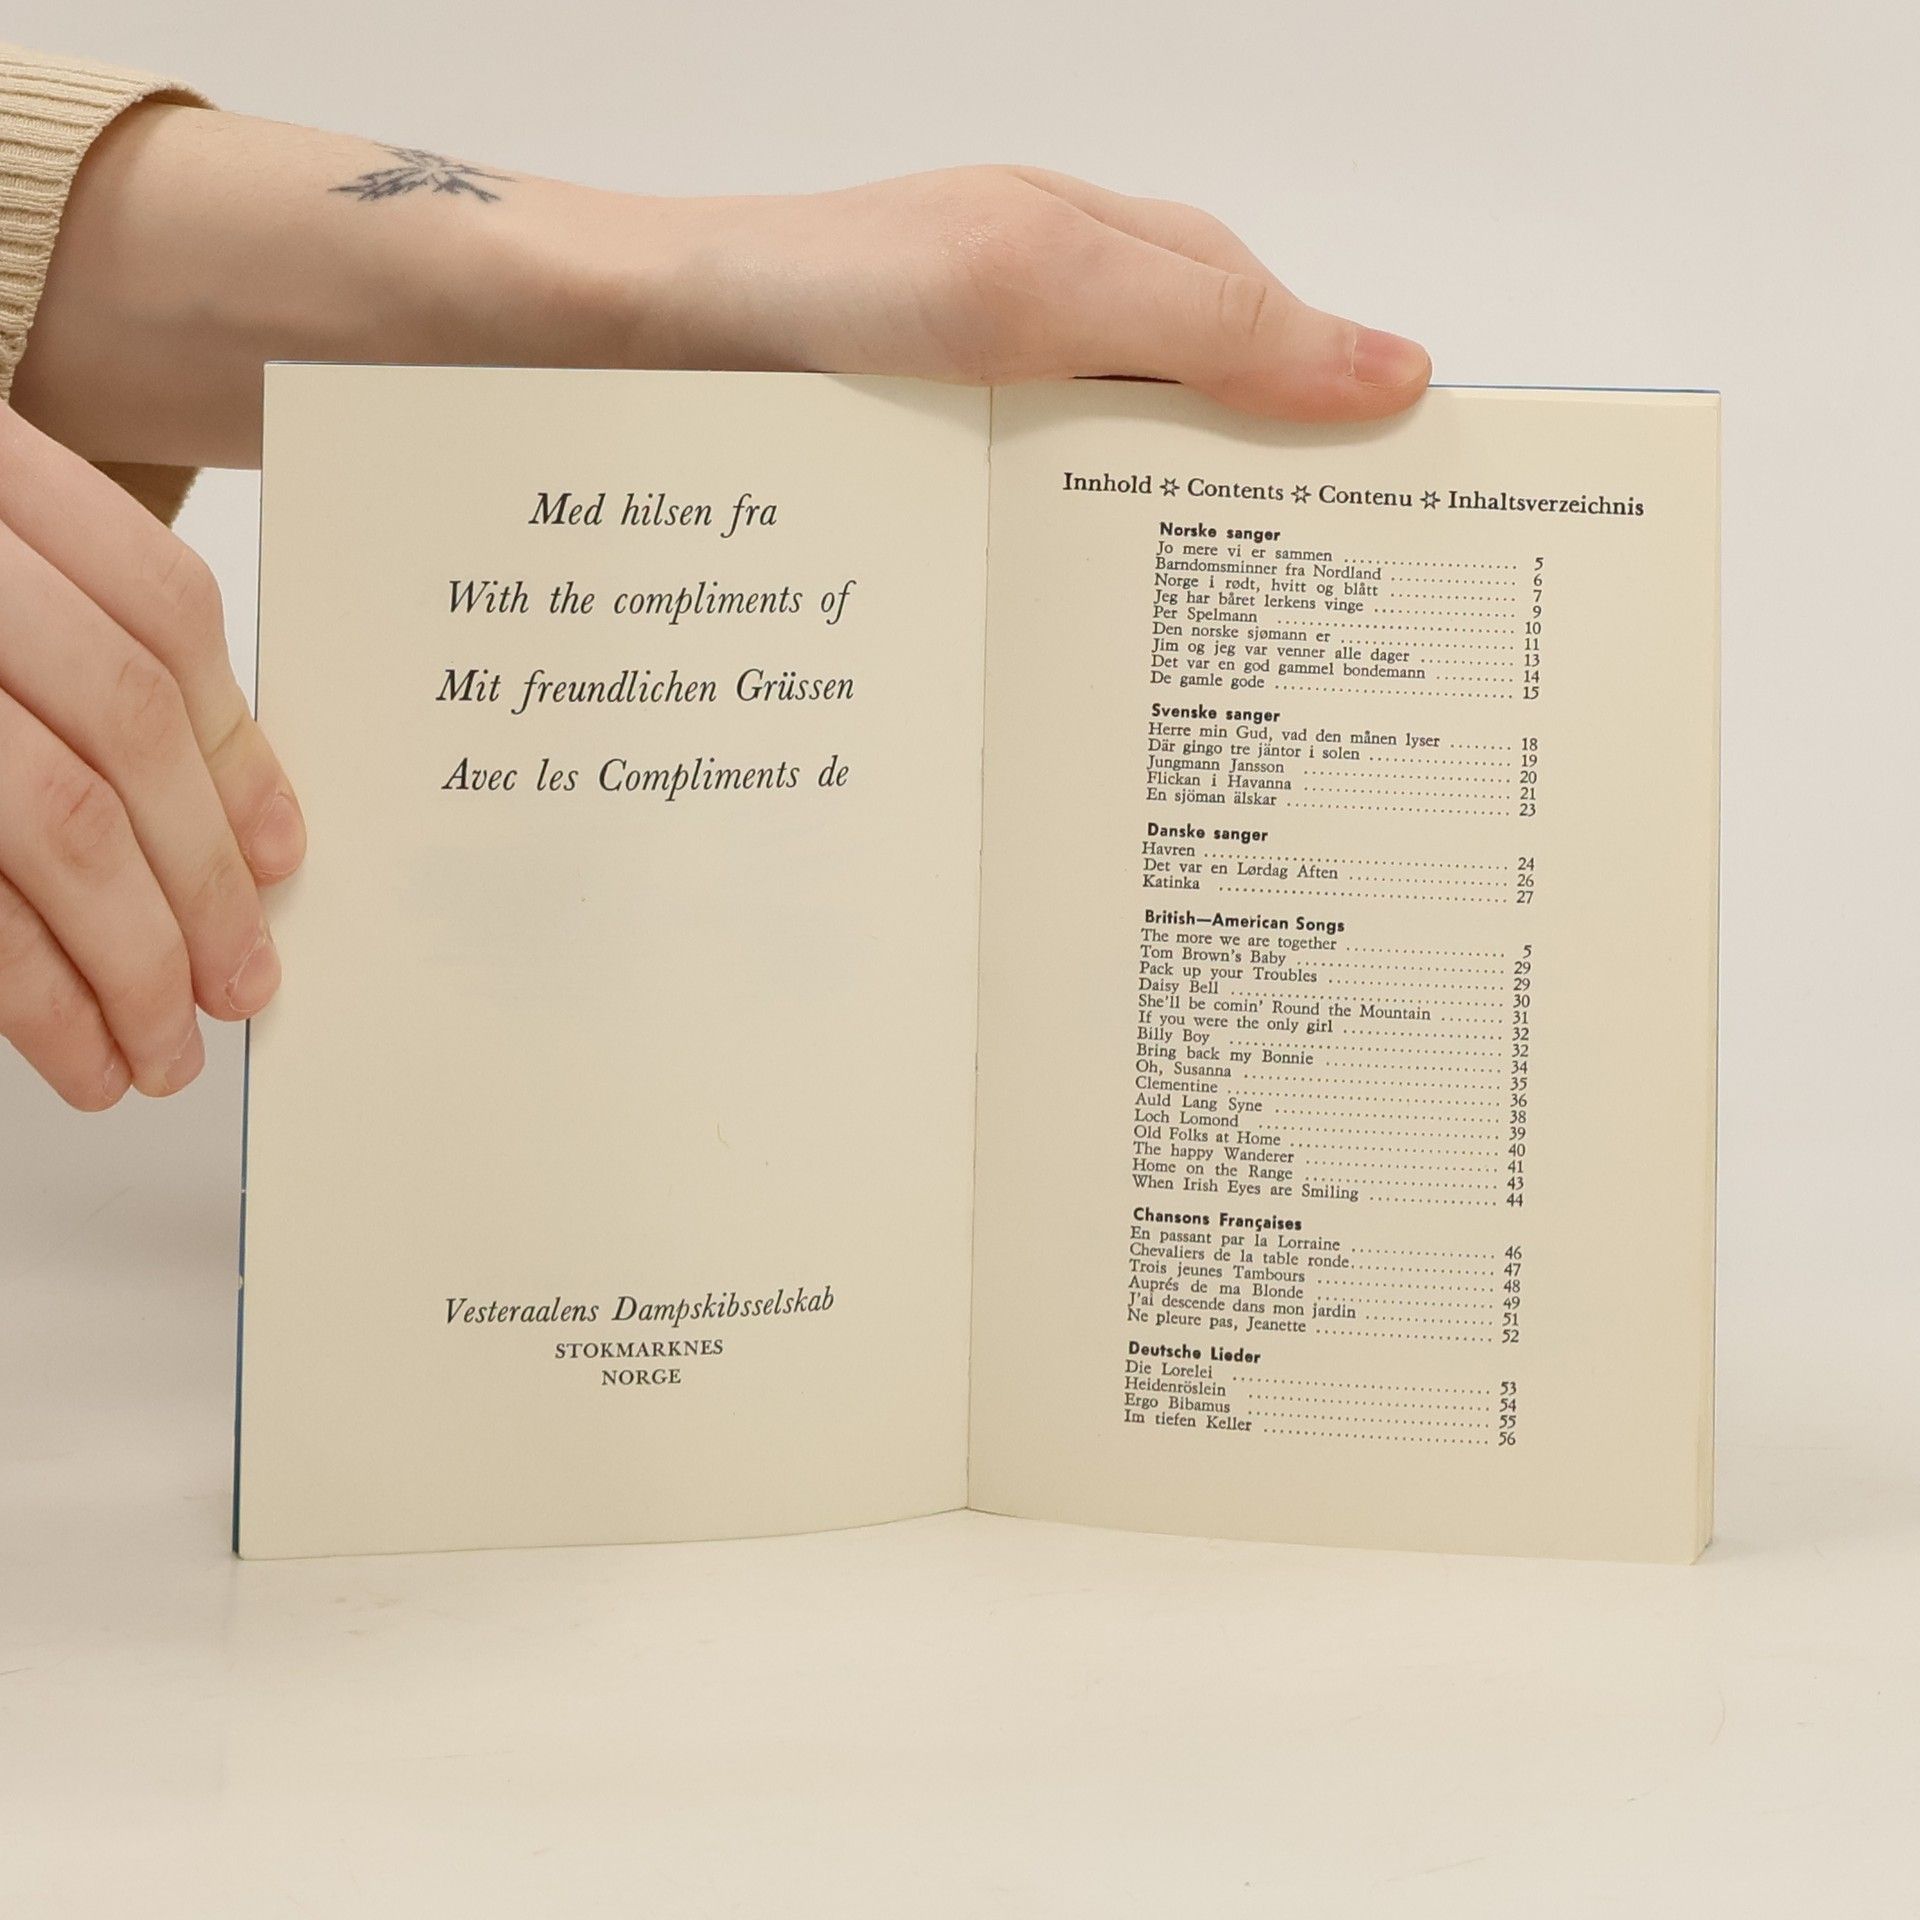 Med hilsen fra
With the compliments of
Mit freundlichen Grüssen
Avec les Compliments de
Vesteraalens Dampskibsselskab
STOKMARKNES
NORGE
Innhold ✲ Contents ✲ Contenu ✲ Inhaltsverzeichnis
Norske sanger
Jo mere vi er sammen .......... 5
Barndomsminner fra Nordland .......... 6
Norge i rødt, hvitt og blått .......... 7
Jeg har båret lerkens vinge .......... 9
Per Spelmann .......... 10
Den norske sjømann er .......... 11
Jim og jeg var venner alle dager .......... 13
Det var en god gammel bondemann .......... 14
De gamle gode .......... 15
Svenske sanger
Herre min Gud, vad den månen lyser .......... 18
Där gingo tre jäntor i solen .......... 19
Jungmann Jansson .......... 20
Flickan i Havanna .......... 21
En sjöman älskar .......... 23
Danske sanger
Havren .......... 24
Det var en Lørdag Aften .......... 26
Katinka .......... 27
British—American Songs
The more we are together .......... 5
Tom Brown's Baby .......... 29
Pack up your Troubles .......... 29
Daisy Bell .......... 30
She'll be comin' Round the Mountain .......... 31
If you were the only girl .......... 32
Billy Boy .......... 32
Bring back my Bonnie .......... 34
Oh, Susanna .......... 35
Clementine .......... 36
Auld Lang Syne .......... 38
Loch Lomond .......... 39
Old Folks at Home .......... 40
The happy Wanderer .......... 41
Home on the Range .......... 43
When Irish Eyes are Smiling .......... 44
Chansons Françaises
En passant par la Lorraine .......... 46
Chevaliers de la table ronde .......... 47
Trois jeunes Tambours .......... 48
Auprés de ma Blonde .......... 49
J'ai descende dans mon jardin .......... 51
Ne pleure pas, Jeanette .......... 52
Deutsche Lieder
Die Lorelei .......... 53
Heidenröslein .......... 54
Ergo Bibamus .......... 55
Im tiefen Keller .......... 56